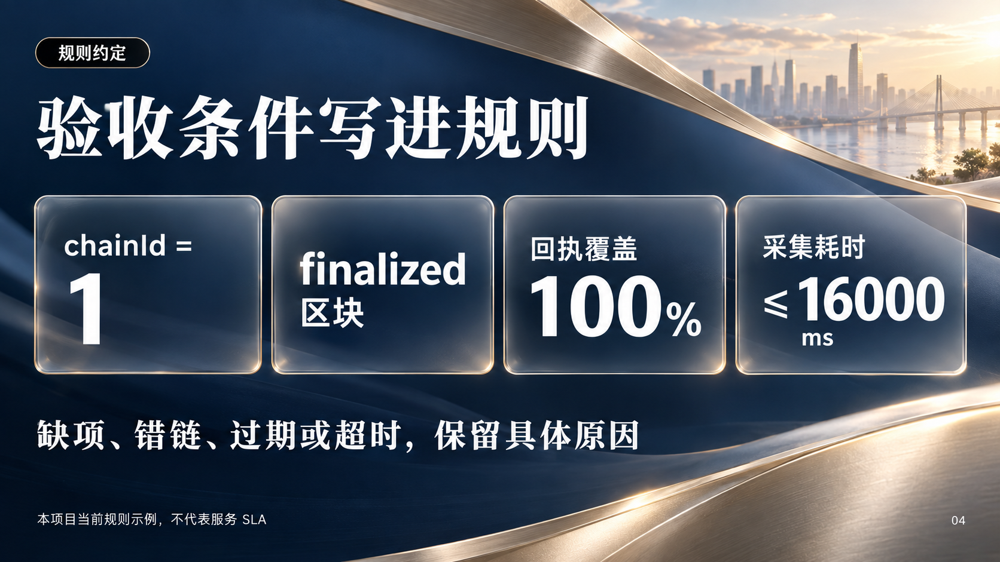 规则约定
验收条件写进规则
chainId =
1
finalized
区块
回执覆盖
100%
采集耗时
≤16000
ms
缺项、错链、过期或超时，保留具体原因
本项目当前规则示例，不代表服务 SLA
04